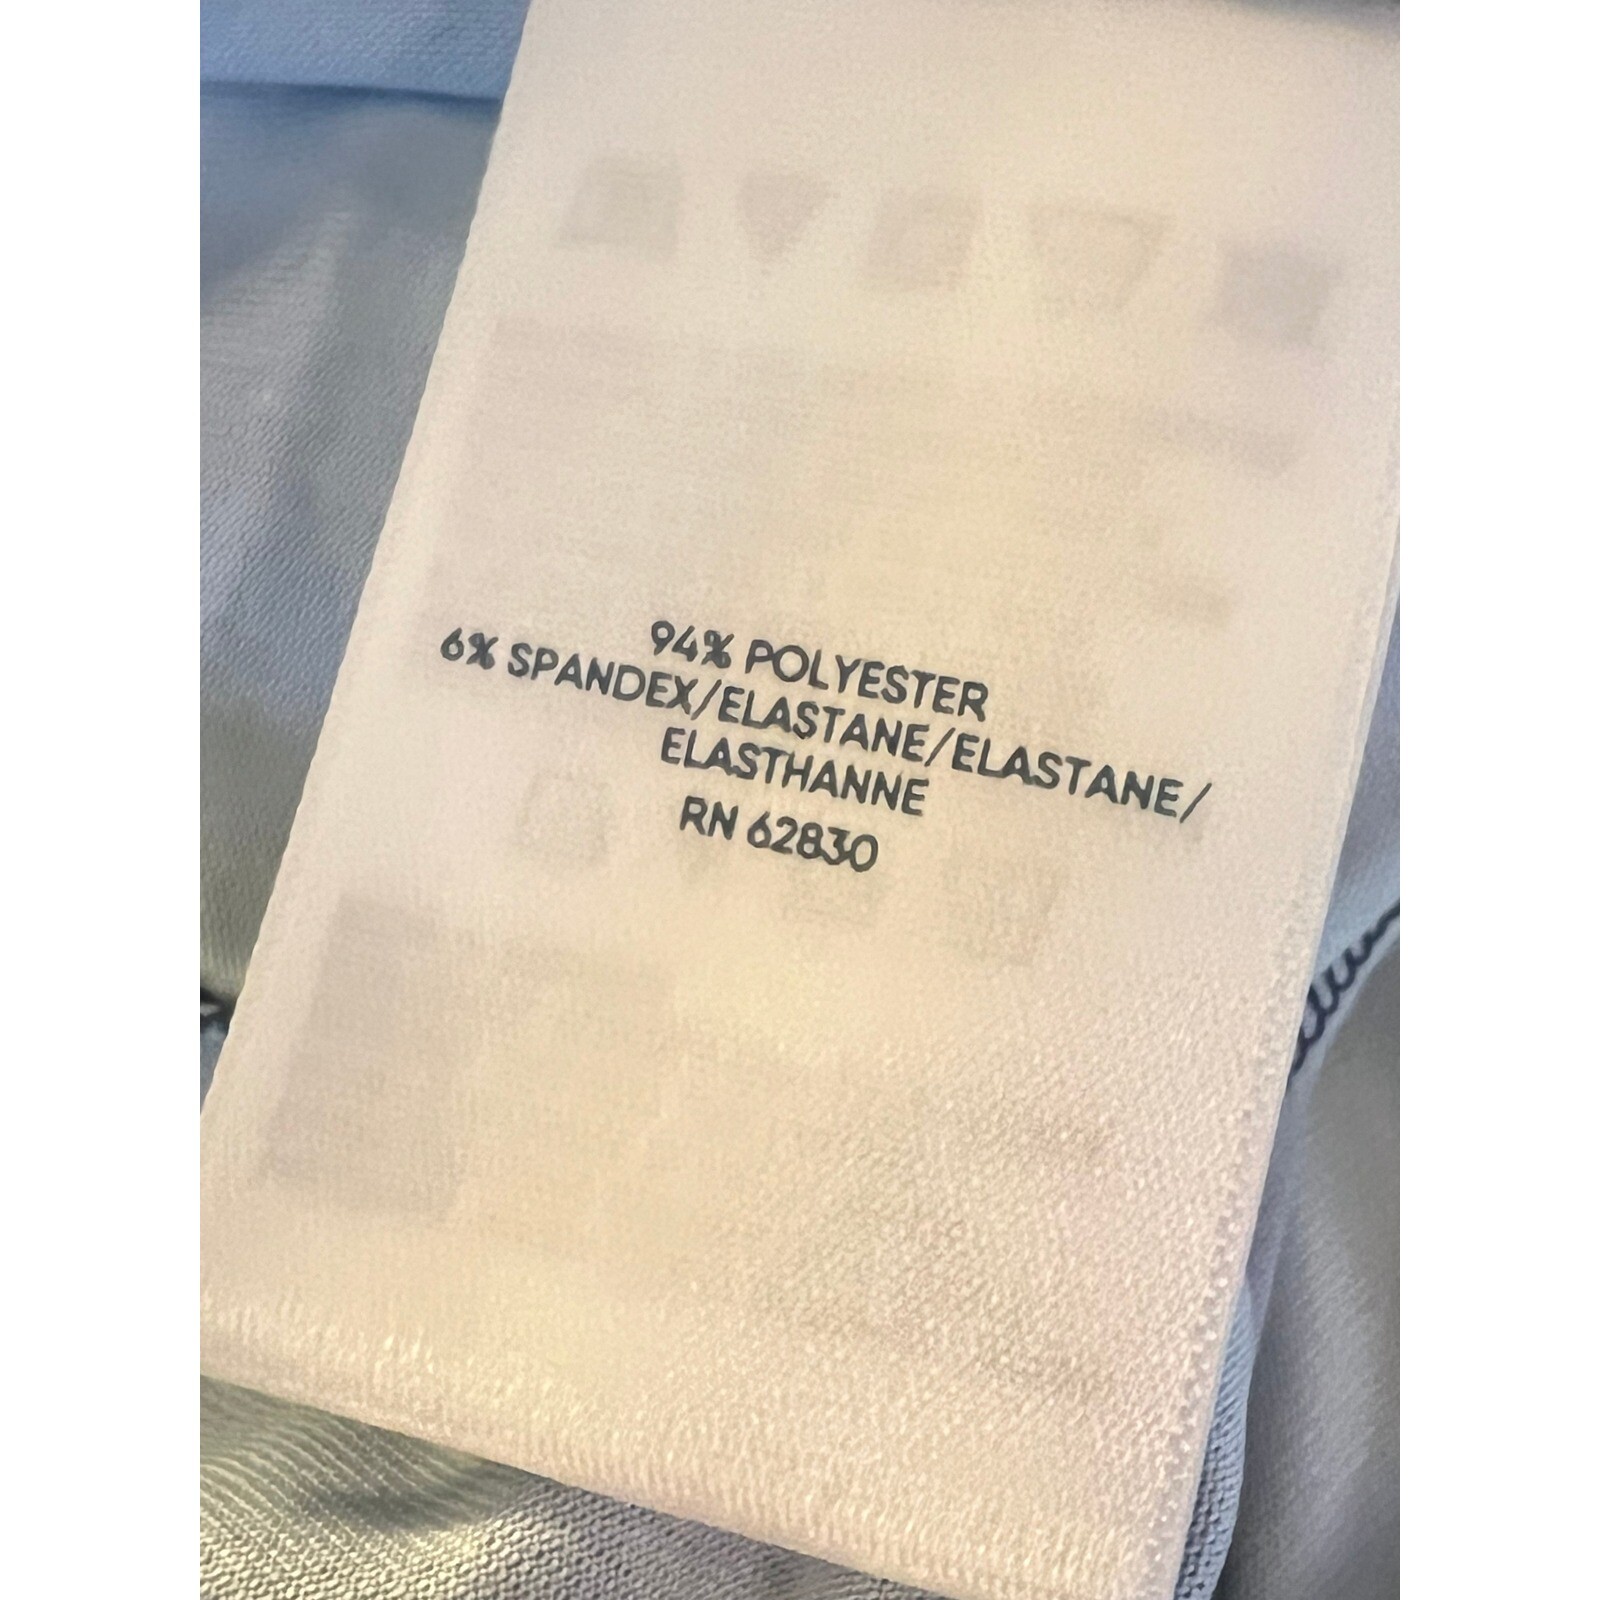 94% POLYESTER
6% SPANDEX/ELASTANE/ELASTANE/
ELASTHANNE
RN 62830